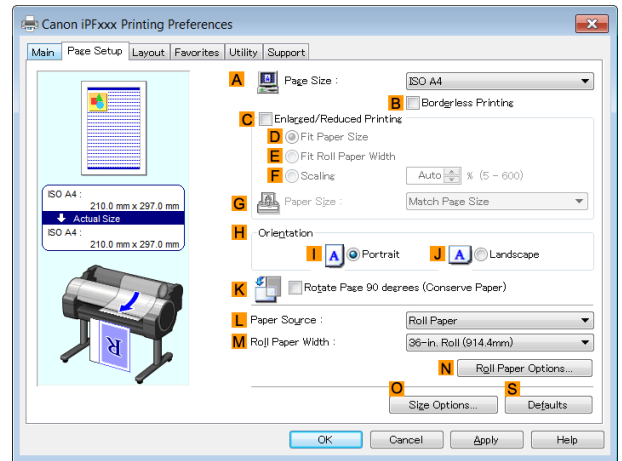 Canon iPFxxx Printing Preferences
Main Page Setup Layout Favorites Utility Support
A Page Size : ISO A4
B Borderless Printing
C Enlarged/Reduced Printing
D Fit Paper Size
E Fit Roll Paper Width
F Scaling Auto % (5 - 600)
G Paper Size : Match Page Size
ISO A4 :
210.0 mm x 297.0 mm
Actual Size
ISO A4 :
210.0 mm x 297.0 mm
H Orientation
I A Portrait J A Landscape
K Rotate Page 90 degrees (Conserve Paper)
L Paper Source : Roll Paper
M Roll Paper Width : 36-in. Roll (914.4mm)
R
N Roll Paper Options...
O S
Size Options... Defaults
OK Cancel Apply Help